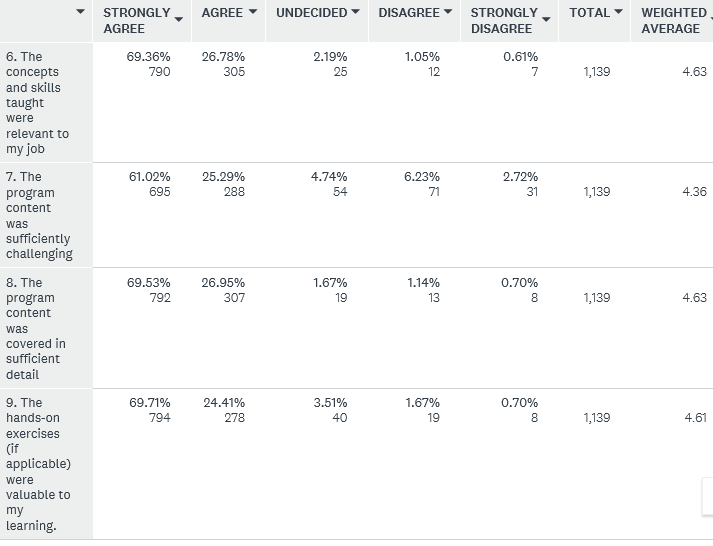 STRONGLY AGREE AGREE UNDECIDED DISAGREE STRONGLY DISAGREE TOTAL WEIGHTED AVERAGE
6. The 69.36% 26.78% 2.19% 1.05% 0.61%
concepts 790 305 25 12 7 1,139 4.63
and skills
taught
were
relevant to
my job
7. The 61.02% 25.29% 4.74% 6.23% 2.72%
program 695 288 54 71 31 1,139 4.36
content
was
sufficiently
challenging
8. The 69.53% 26.95% 1.67% 1.14% 0.70%
program 792 307 19 13 8 1,139 4.63
content
was
covered in
sufficient
detail
9. The 69.71% 24.41% 3.51% 1.67% 0.70%
hands-on 794 278 40 19 8 1,139 4.61
exercises
(if
applicable)
were
valuable to
my
learning.